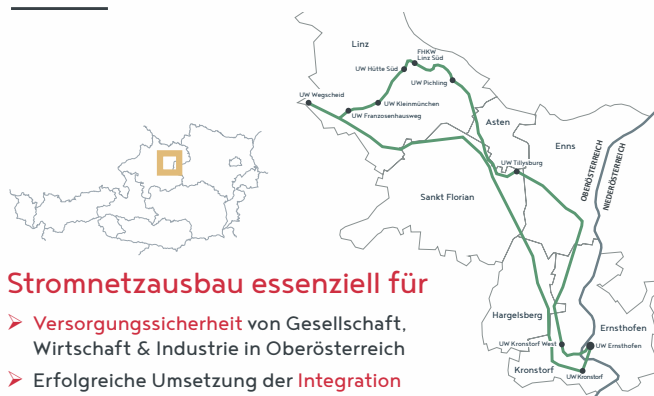 Linz
FHKW
Linz Süd
UW Hütte Süd
UW Pichling
UW Wegscheid
UW Kleinmünchen
UW Franzosenhausweg
Asten
Enns
UW Tillysburg
OBERÖSTERREICH
NIEDERÖSTERREICH
Sankt Florian
Stromnetzausbau essenziell für
➢ Versorgungssicherheit von Gesellschaft,
Wirtschaft & Industrie in Oberösterreich
➢ Erfolgreiche Umsetzung der Integration
Hargelsberg
Ernsthofen
UW Kronstorf West
UW Ernsthofen
Kronstorf
UW Kronstorf